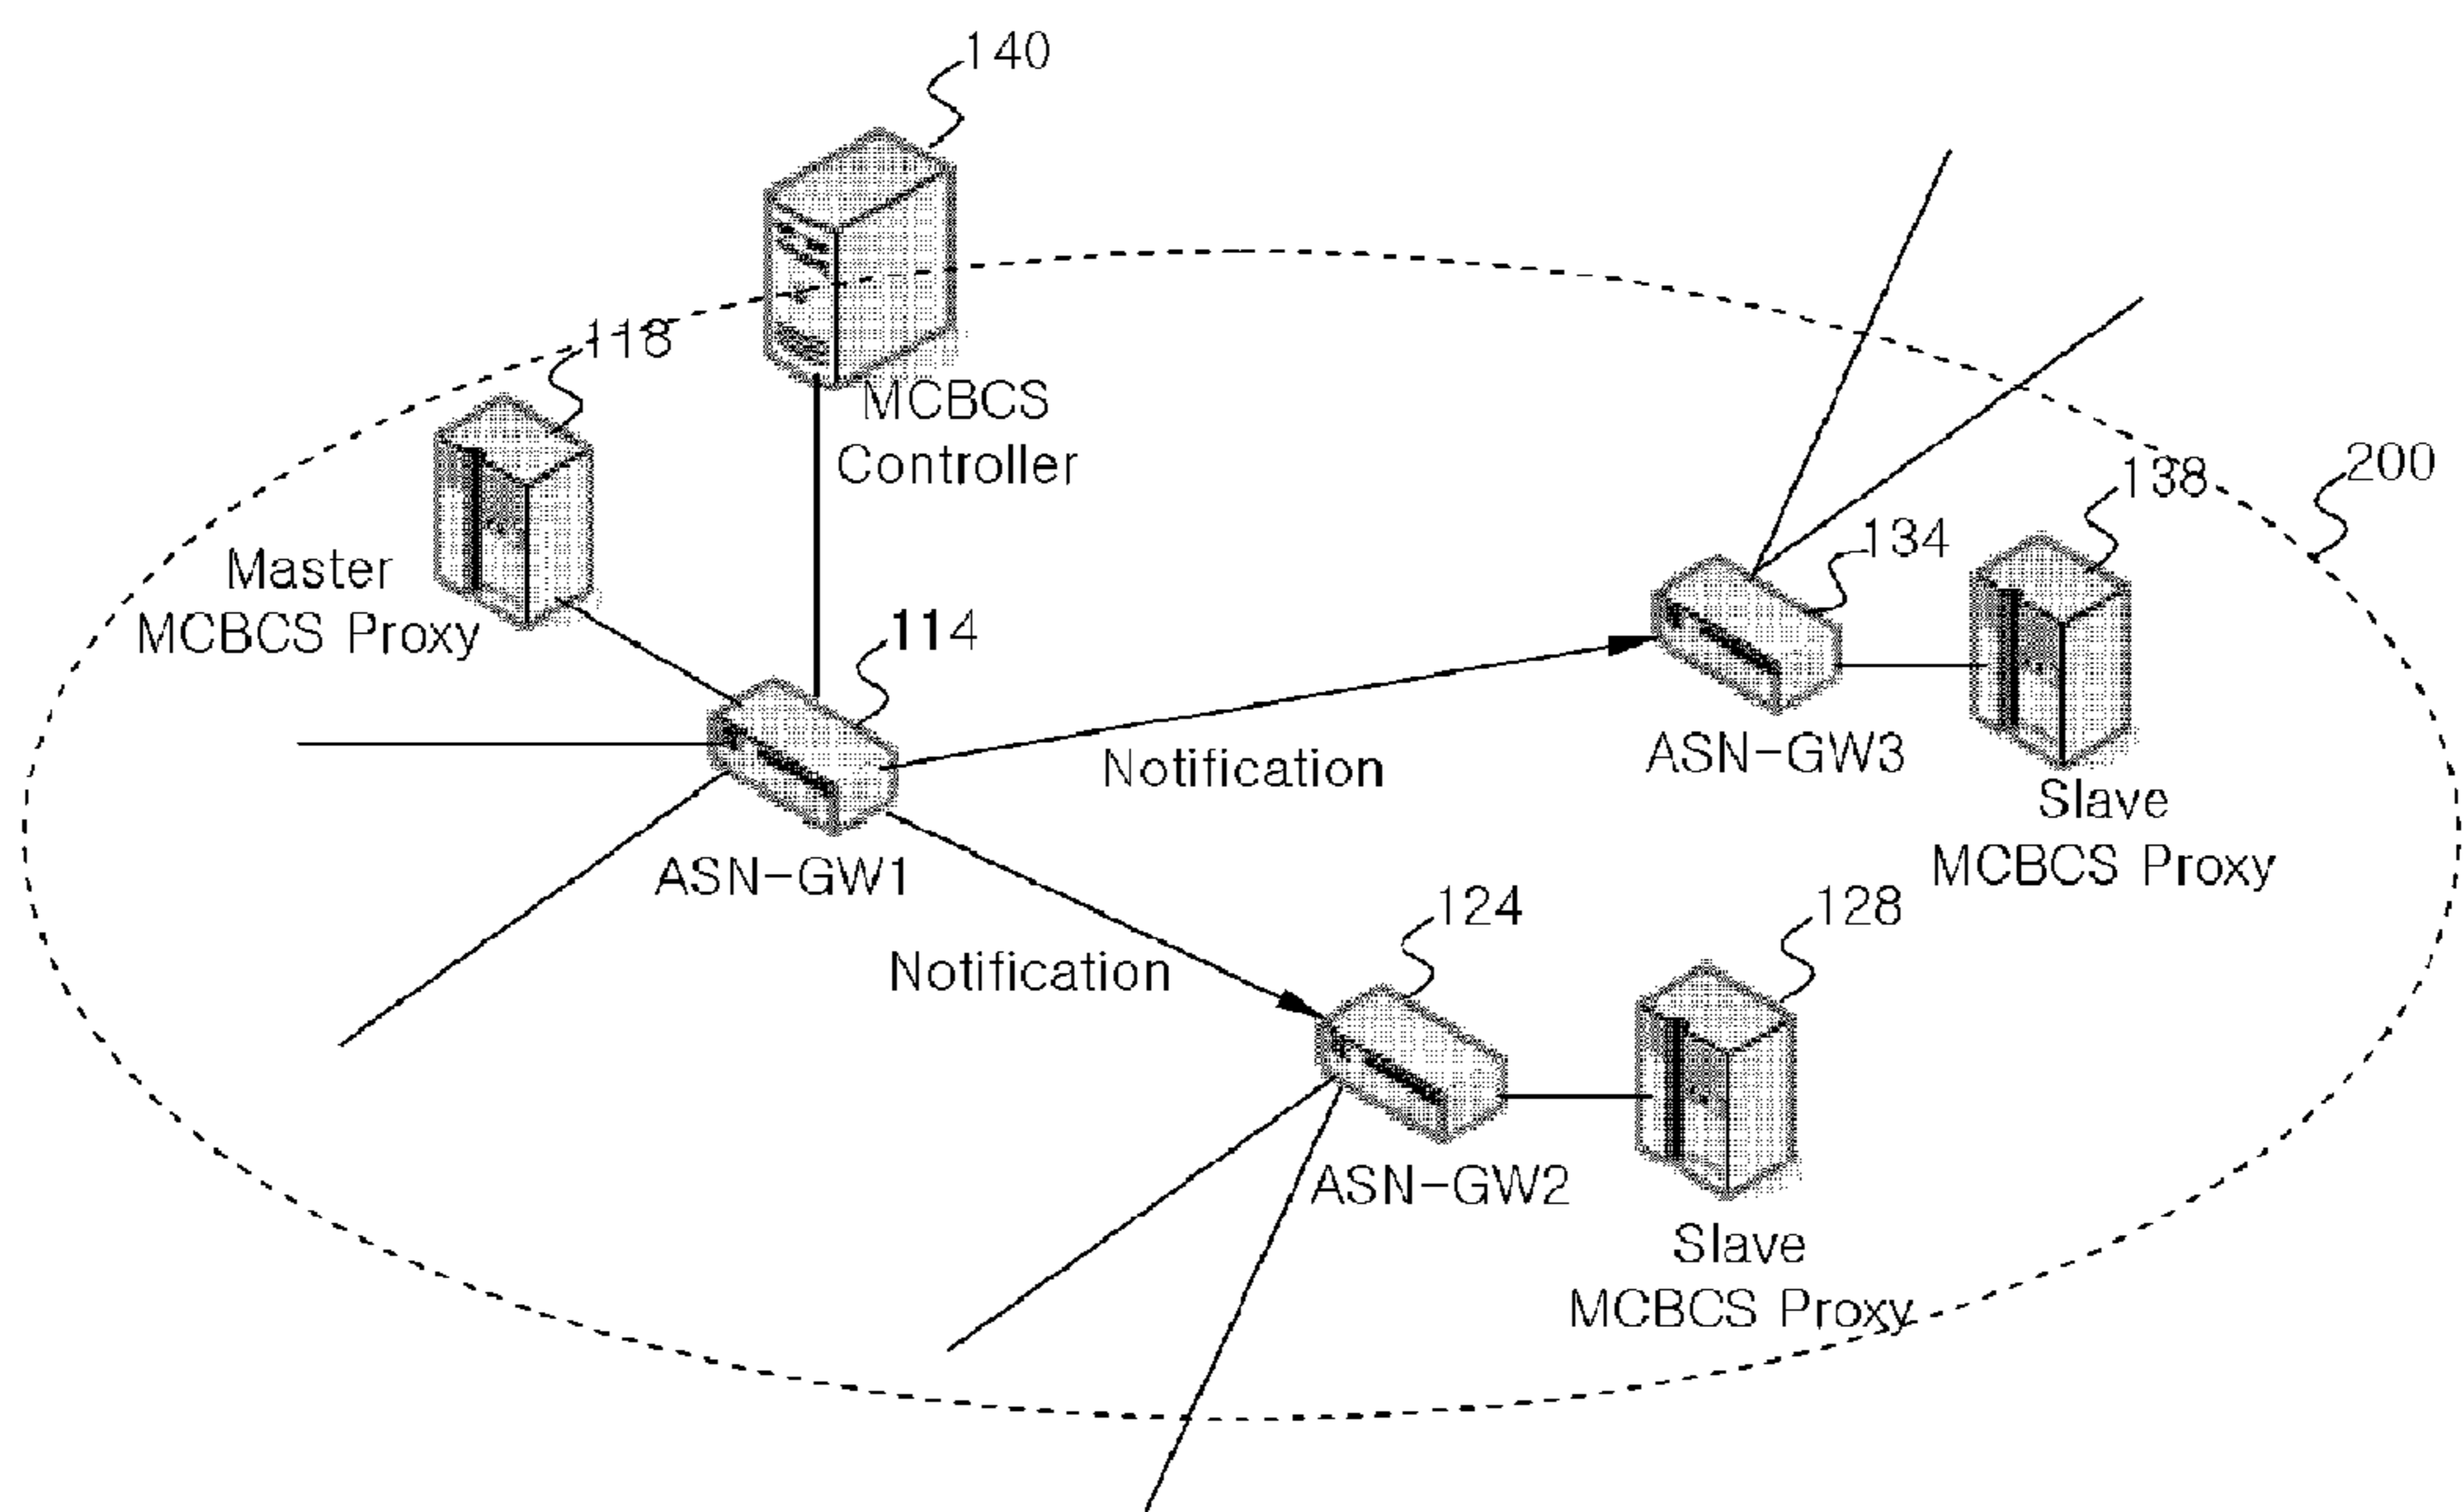 140
118
MCBCS
Controller
200
138
134
Master
MCBCS Proxy
114
ASN-GW3
Notification
Slave
MCBCS Proxy
ASN-GW1
124
128
Notification
ASN-GW2
Slave
MCBCS Proxy